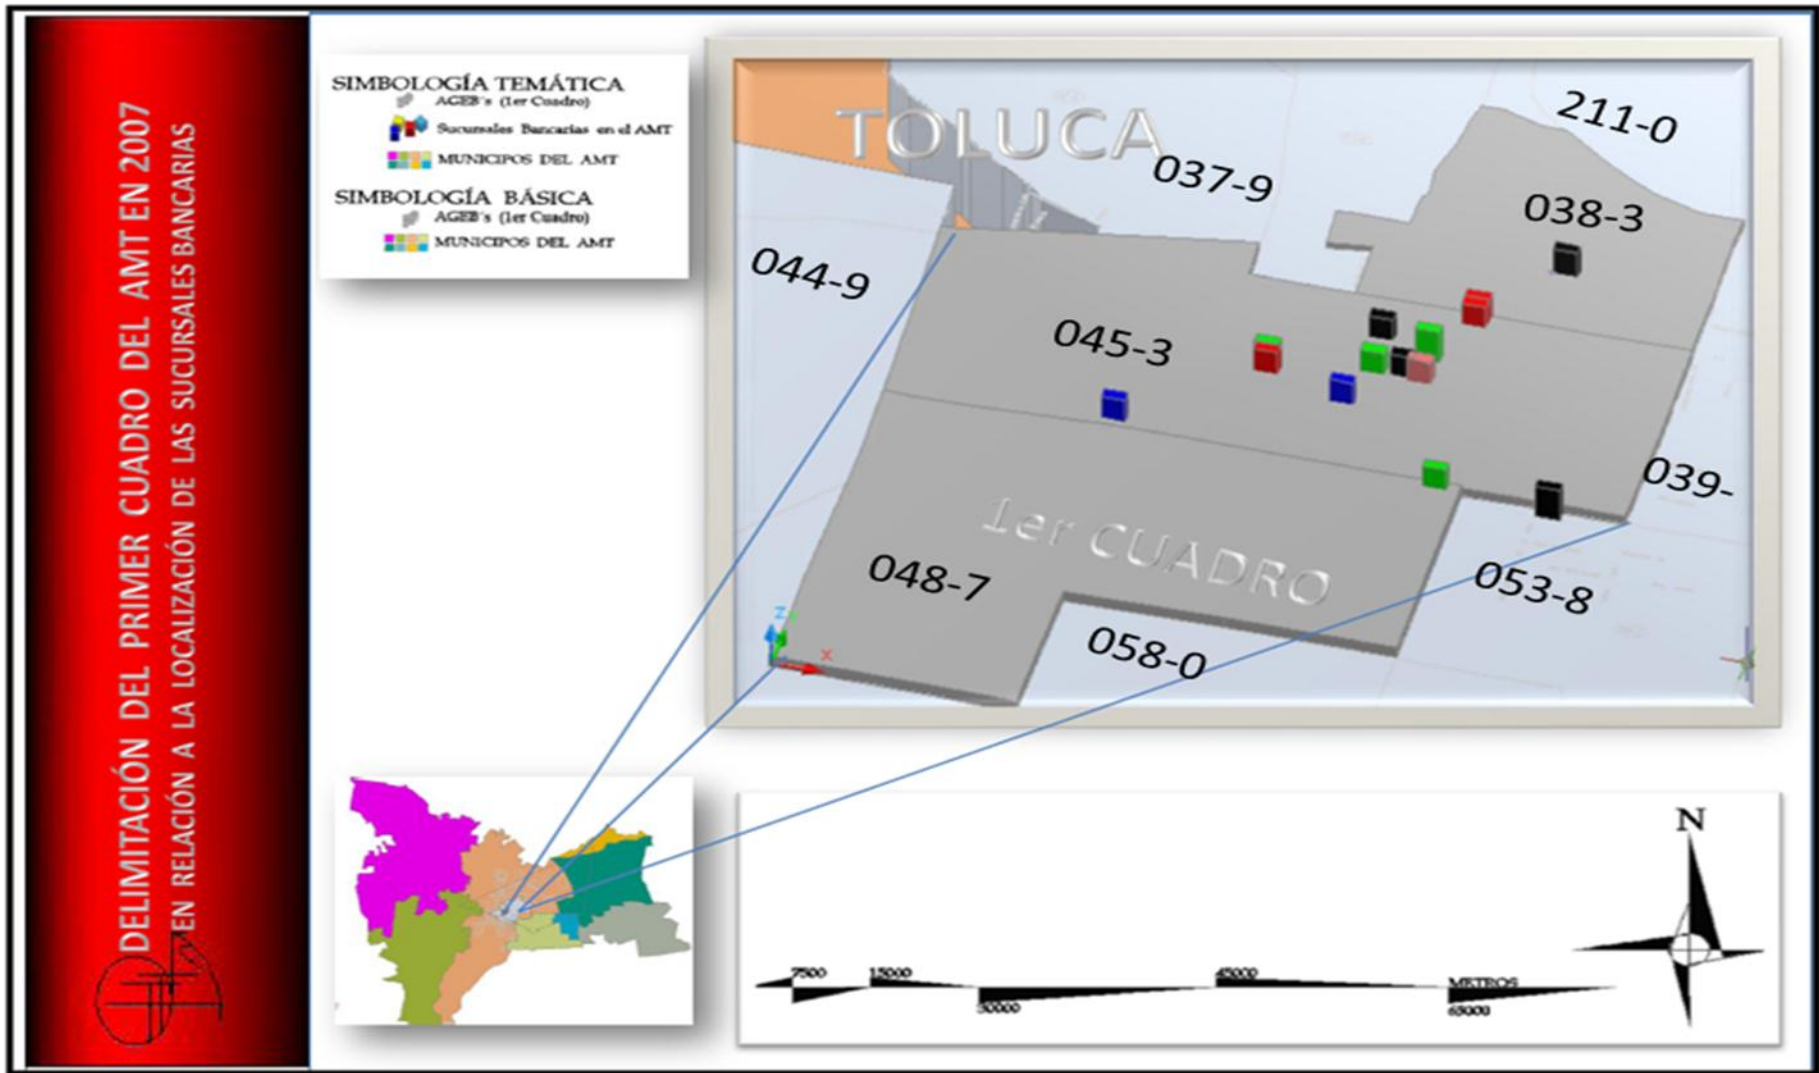 DELIMITACIÓN DEL PRIMER CUADRO DEL AMT EN 2007
EN RELACIÓN A LA LOCALIZACIÓN DE LAS SUCURSALES BANCARIAS
SIMBOLOGÍA TEMÁTICA
AGEB's (1er Cuadro)
Sucursales Bancarias en el AMT
MUNICIPOS DEL AMT
SIMBOLOGÍA BÁSICA
AGEB's (1er Cuadro)
MUNICIPOS DEL AMT
TOLUCA
211-0
037-9
038-3
044-9
045-3
039-
1er CUADRO
048-7
053-8
058-0
Z
X
N
7500 15000 45000 METROS
30000 65000